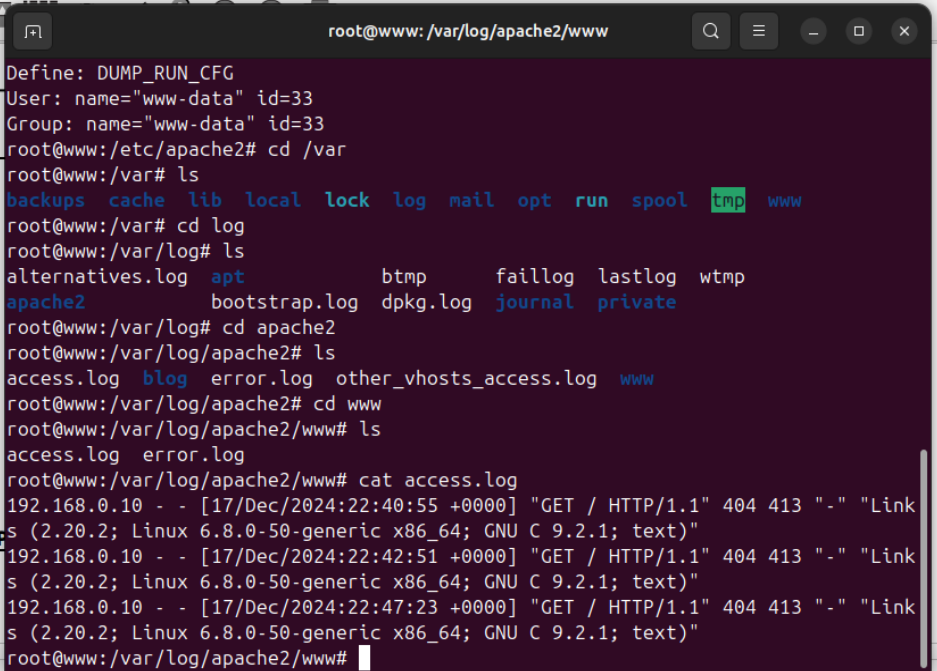 root@www: /var/log/apache2/www
Define: DUMP_RUN_CFG
User: name="www-data" id=33
Group: name="www-data" id=33
root@www:/etc/apache2# cd /var
root@www:/var# ls
backups cache lib local lock log mail opt run spool tmp www
root@www:/var# cd log
root@www:/var/log# ls
alternatives.log apt btmp faillog lastlog wtmp
apache2 bootstrap.log dpkg.log journal private
root@www:/var/log# cd apache2
root@www:/var/log/apache2# ls
access.log blog error.log other_vhosts_access.log www
root@www:/var/log/apache2# cd www
root@www:/var/log/apache2/www# ls
access.log error.log
root@www:/var/log/apache2/www# cat access.log
192.168.0.10 - - [17/Dec/2024:22:40:55 +0000] "GET / HTTP/1.1" 404 413 "-" "Link
s (2.20.2; Linux 6.8.0-50-generic x86_64; GNU C 9.2.1; text)"
192.168.0.10 - - [17/Dec/2024:22:42:51 +0000] "GET / HTTP/1.1" 404 413 "-" "Link
s (2.20.2; Linux 6.8.0-50-generic x86_64; GNU C 9.2.1; text)"
192.168.0.10 - - [17/Dec/2024:22:47:23 +0000] "GET / HTTP/1.1" 404 413 "-" "Link
s (2.20.2; Linux 6.8.0-50-generic x86_64; GNU C 9.2.1; text)"
root@www:/var/log/apache2/www#